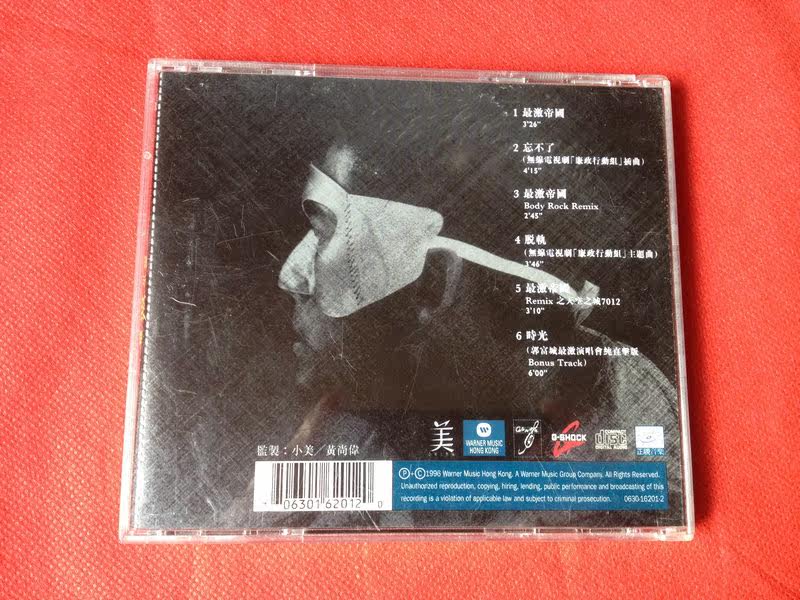 1 最激帝國
3'26"
2 忘不了
(無線電視劇「廉政行動組」插曲)
4'15"
3 最激帝國
Body Rock Remix
2'45"
4 脫軌
(無線電視劇「廉政行動組」主題曲)
3'46"
5 最激帝國
Remix 之天空之城7012
3'10"
6 時光
(郭富城最激演唱會純直擊版
Bonus Track)
6'00"
監製：小美／黃尚偉
美
WARNER MUSIC
HONG KONG
G-SHOCK
COMPACT
disc
DIGITAL AUDIO
0 06301 62012 0
Ⓟ+Ⓒ1996 Warner Music Hong Kong. A Warner Music Group Company. All Rights Reserved.
Unauthorized reproduction, copying, hiring, lending, public performance and broadcasting of this
recording is a violation of applicable law and subject to criminal prosecution.
0630-16201-2